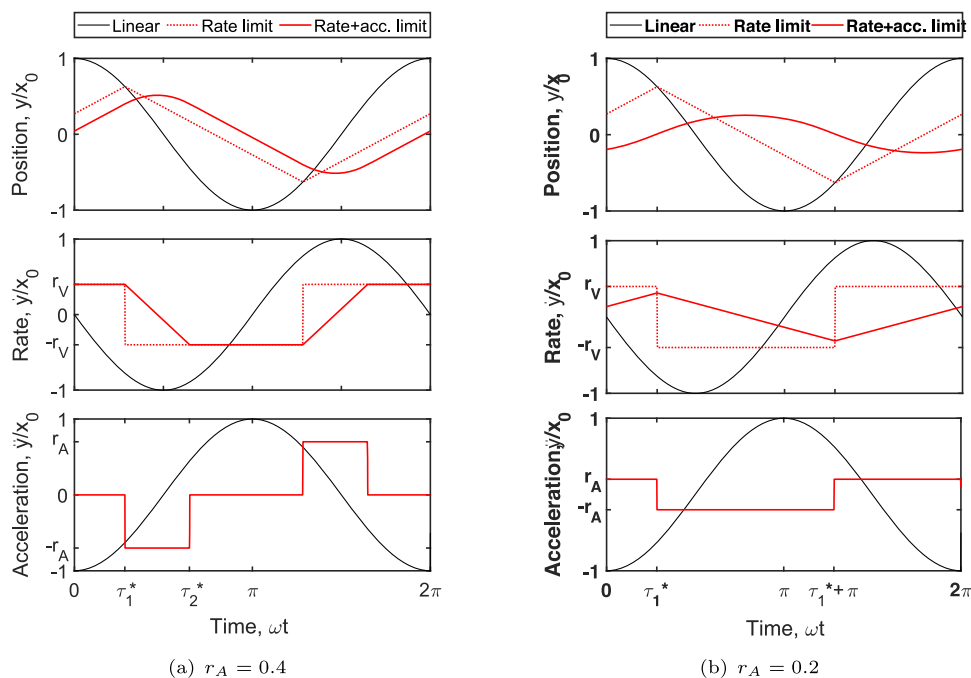 Linear Rate limit Rate+acc. limit
Position, y/x0
1
0
-1
Rate, ẏ/x0
1
rV
0
-rV
-1
Acceleration, ÿ/x0
1
rA
0
-rA
-1
0 τ1* τ2* π 2π
Time, ωt
(a) rA = 0.4
Linear Rate limit Rate+acc. limit
Position, y/x0
1
0
-1
Rate, ẏ/x0
1
rV
0
-rV
-1
Acceleration, ÿ/x0
1
rA
-rA
-1
0 τ1* π τ1*+π 2π
Time, ωt
(b) rA = 0.2